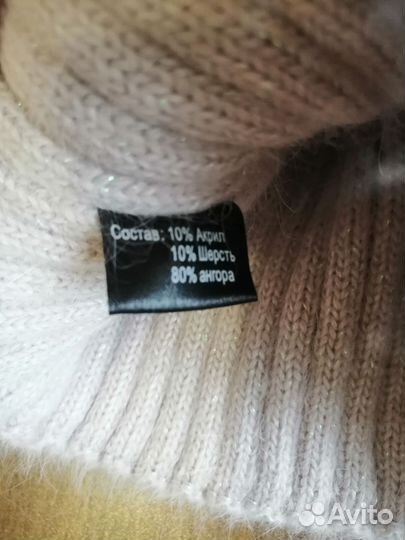 Состав: 10% Акрил
10% Шерсть
80% ангора
Avito